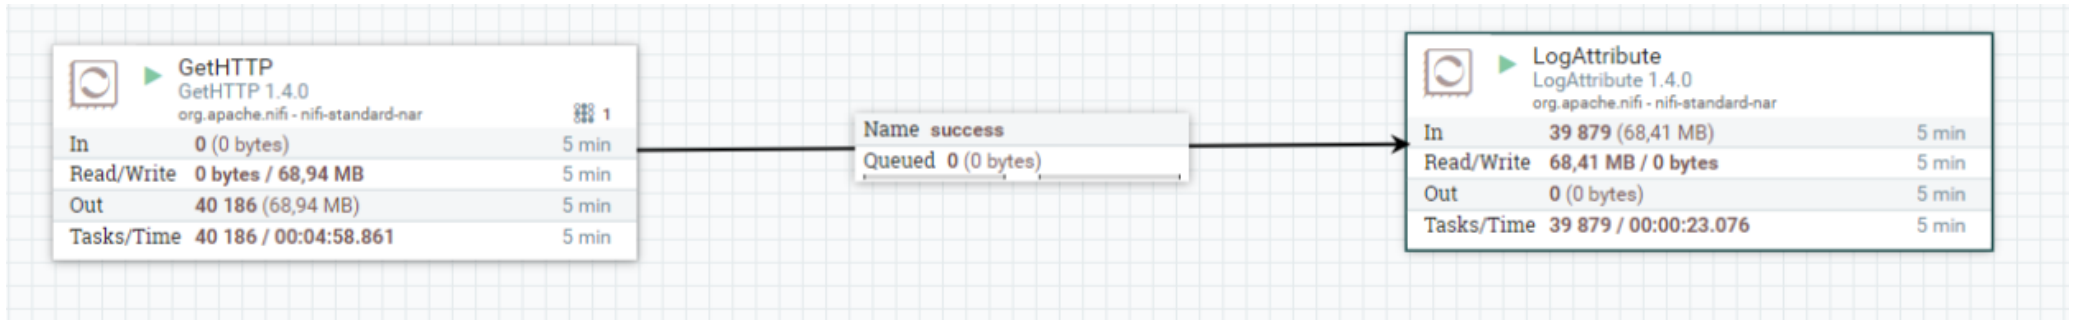 GetHTTP
GetHTTP 1.4.0
org.apache.nifi - nifi-standard-nar
1
In 0 (0 bytes) 5 min
Read/Write 0 bytes / 68,94 MB 5 min
Out 40 186 (68,94 MB) 5 min
Tasks/Time 40 186 / 00:04:58.861 5 min
Name success
Queued 0 (0 bytes)
LogAttribute
LogAttribute 1.4.0
org.apache.nifi - nifi-standard-nar
In 39 879 (68,41 MB) 5 min
Read/Write 68,41 MB / 0 bytes 5 min
Out 0 (0 bytes) 5 min
Tasks/Time 39 879 / 00:00:23.076 5 min